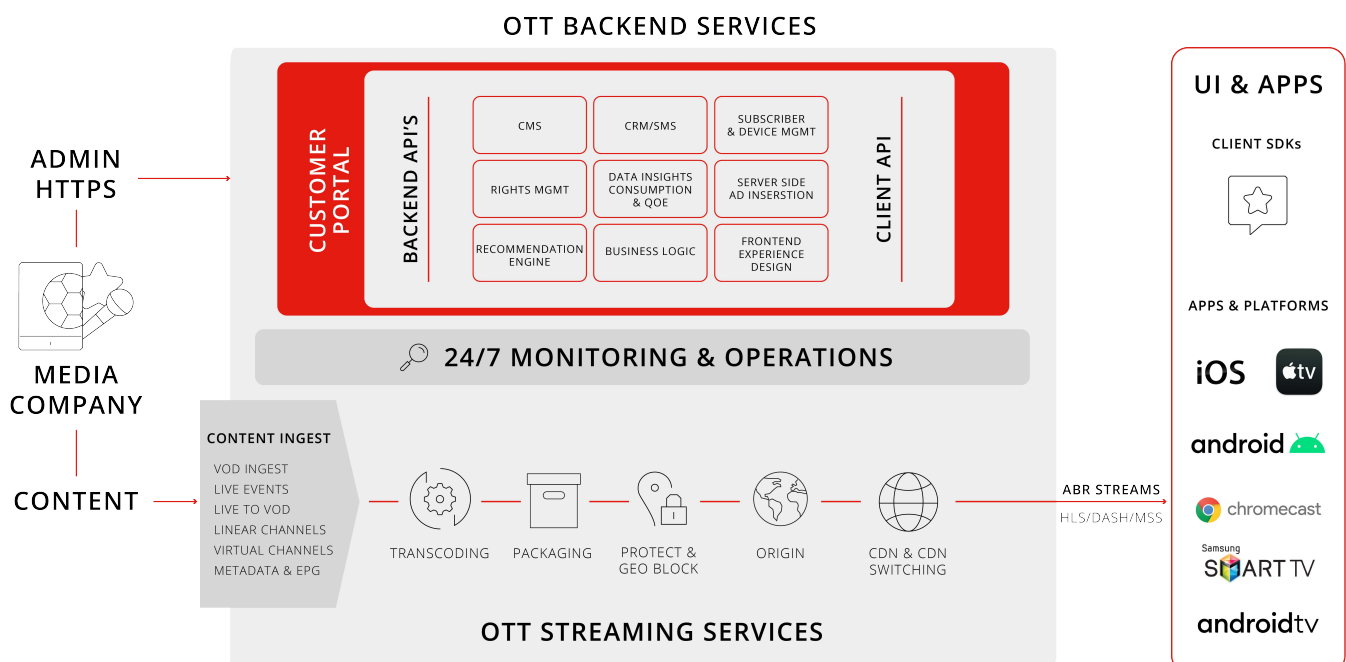 OTT BACKEND SERVICES
ADMIN
HTTPS
MEDIA
COMPANY
CONTENT
CUSTOMER
PORTAL
BACKEND API'S
CMS
CRM/SMS
SUBSCRIBER
& DEVICE MGMT
RIGHTS MGMT
DATA INSIGHTS
CONSUMPTION
& QOE
SERVER SIDE
AD INSERSTION
RECOMMENDATION
ENGINE
BUSINESS LOGIC
FRONTEND
EXPERIENCE
DESIGN
CLIENT API
24/7 MONITORING & OPERATIONS
CONTENT INGEST
VOD INGEST
LIVE EVENTS
LIVE TO VOD
LINEAR CHANNELS
VIRTUAL CHANNELS
METADATA & EPG
TRANSCODING
PACKAGING
PROTECT &
GEO BLOCK
ORIGIN
CDN & CDN
SWITCHING
ABR STREAMS
HLS/DASH/MSS
OTT STREAMING SERVICES
UI & APPS
CLIENT SDKs
APPS & PLATFORMS
iOS
tv
android
chromecast
Samsung
SMART TV
androidtv